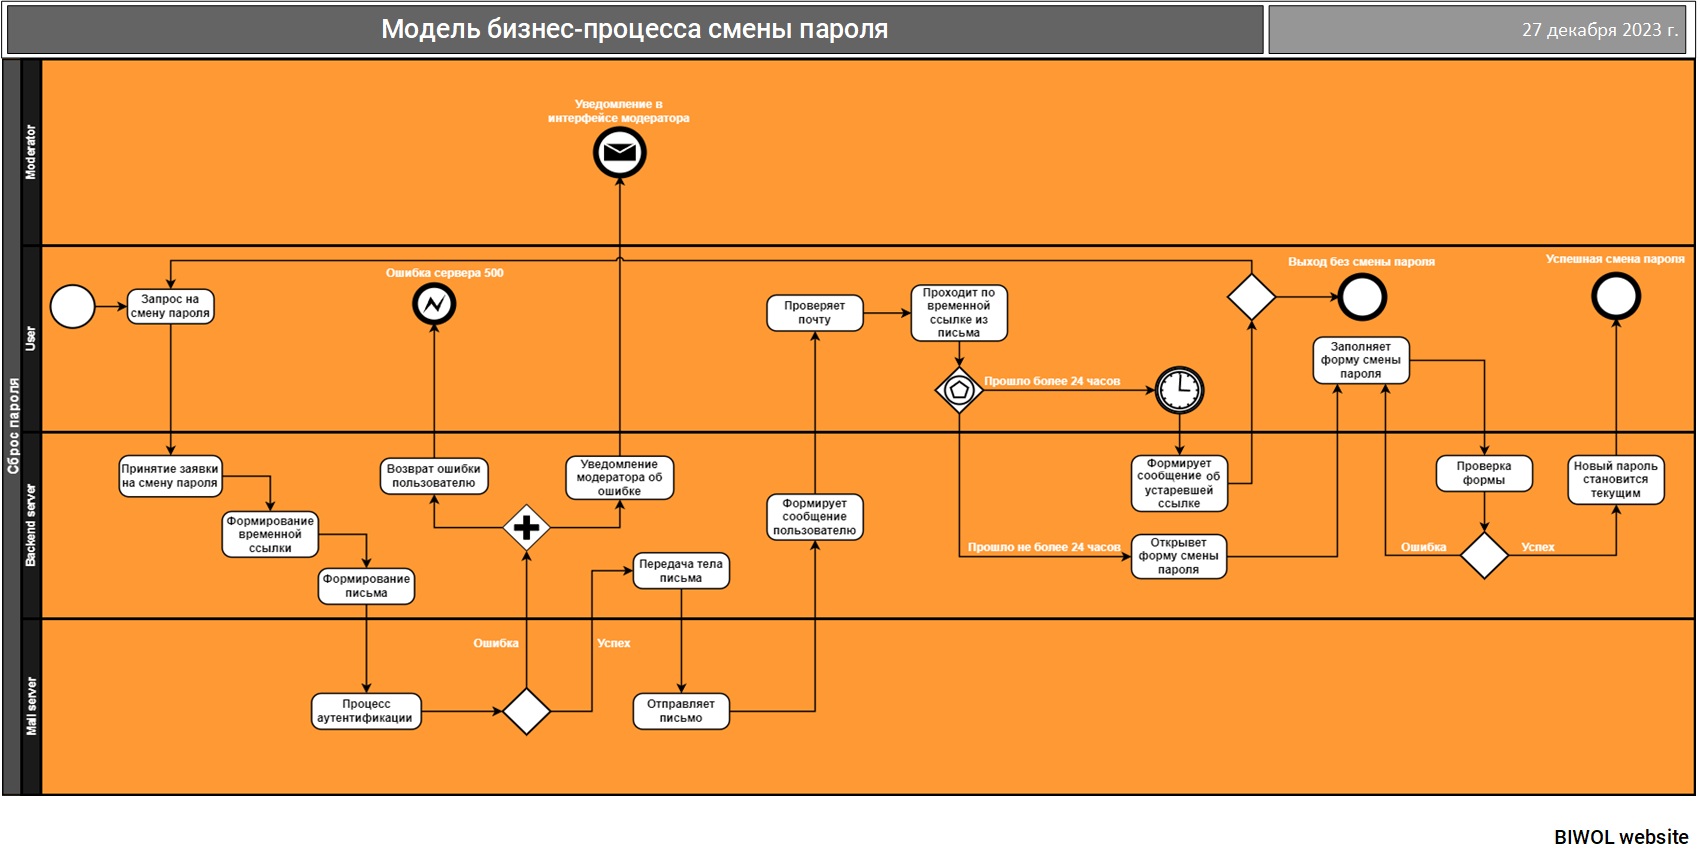 Модель бизнес-процесса смены пароля
27 декабря 2023 г.
Сброс пароля
Moderator
Уведомление в
интерфейсе модератора
User
Запрос на
смену пароля
Ошибка сервера 500
Проверяет
почту
Проходит по
временной
ссылке из
письма
Прошло более 24 часов
Выход без смены пароля
Заполняет
форму смены
пароля
Успешная смена пароля
Backend server
Принятие заявки
на смену пароля
Формирование
временной
ссылки
Формирование
письма
Возврат ошибки
пользователю
Уведомление
модератора об
ошибке
Передача тела
письма
Формирует
сообщение
пользователю
Прошло не более 24 часов
Формирует
сообщение об
устаревшей
ссылке
Открывет
форму смены
пароля
Проверка
формы
Ошибка
Успех
Новый пароль
становится
текущим
Mail server
Процесс
аутентификации
Ошибка
Успех
Отправляет
письмо
BIWOL website